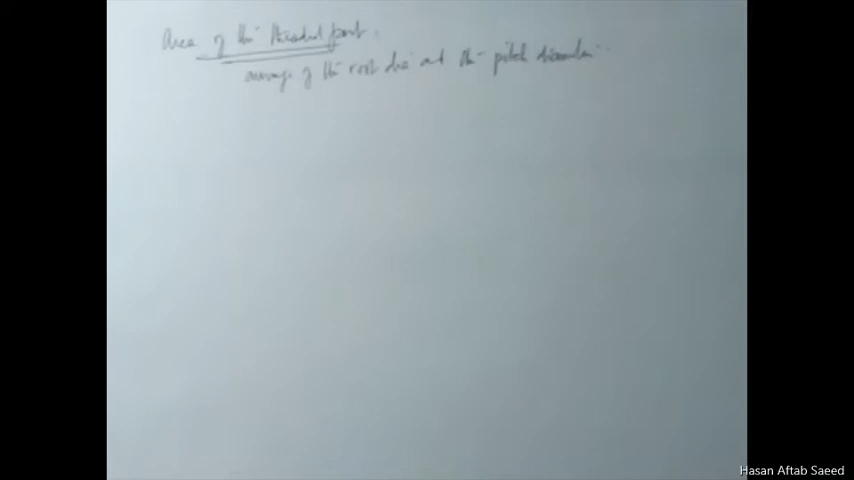 Area of the threaded part.
average of the root dia and the pitch diameter..
Hasan Aftab Saeed